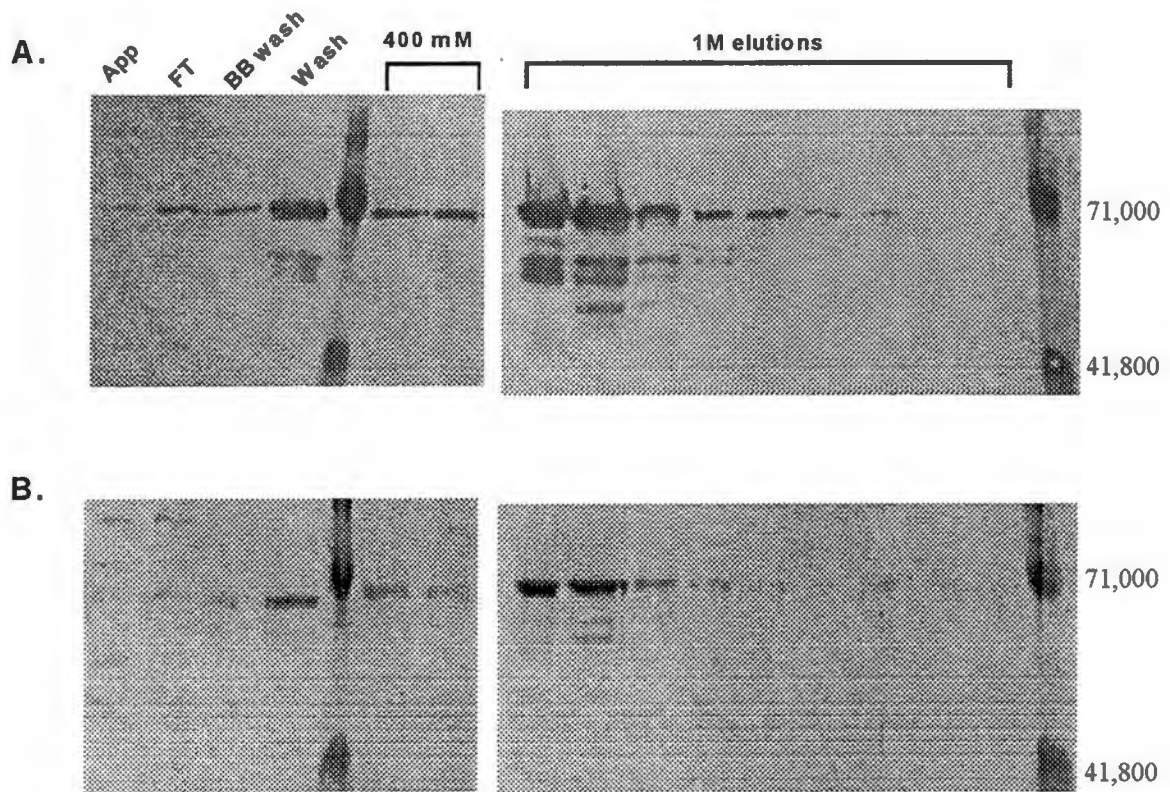 A.
App
FT
BB wash
Wash
400 mM
1M elutions
71,000
41,800
B.
71,000
41,800